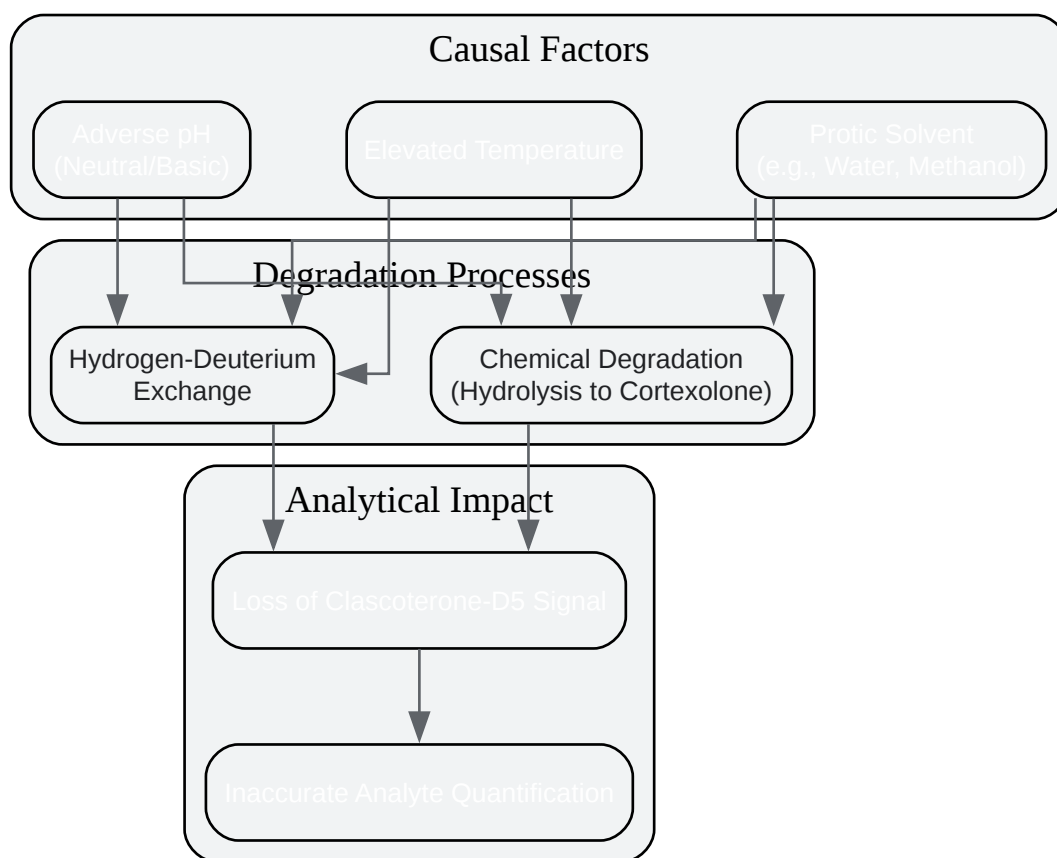 Causal Factors
Adverse pH
(Neutral/Basic)
Elevated Temperature
Protic Solvent
(e.g., Water, Methanol)
Degradation Processes
Hydrogen-Deuterium
Exchange
Chemical Degradation
(Hydrolysis to Cortexolone)
Analytical Impact
Loss of Clascoterone-D5 Signal
Inaccurate Analyte Quantification